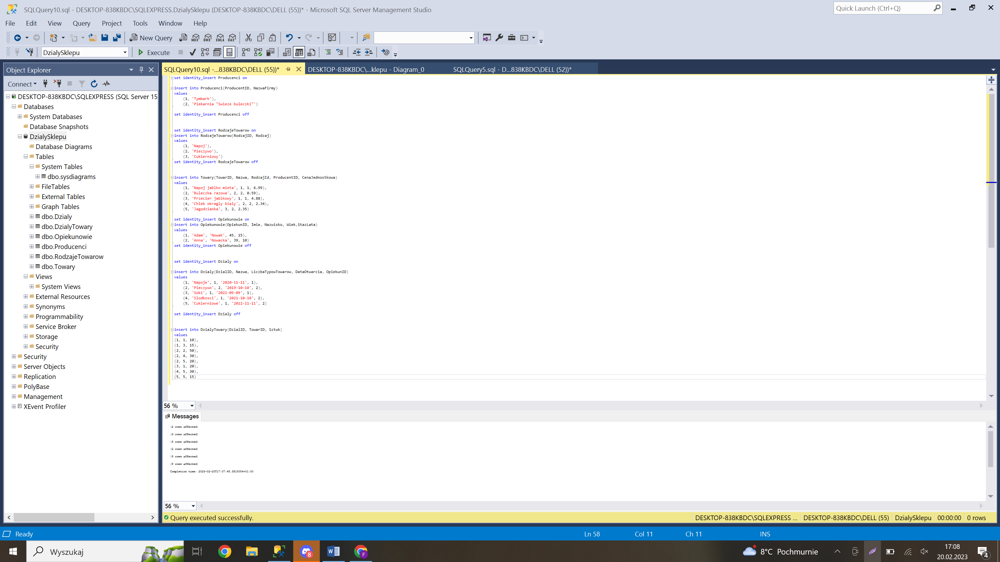 SQLQuery10.sql - DESKTOP-838KBDC\SQLEXPRESS.DzialySklepu (DESKTOP-838KBDC\DELL (55))* - Microsoft SQL Server Management Studio
Quick Launch (Ctrl+Q)
File Edit View Query Project Tools Window Help
New Query
MDX DMX XMLA DAX
DzialySklepu
Execute
Object Explorer
SQLQuery10.sql -...838KBDC\DELL (55))*
DESKTOP-838KBDC\...klepu - Diagram_0
SQLQuery5.sql - D...838KBDC\DELL (52))*
Connect
DESKTOP-838KBDC\SQLEXPRESS (SQL Server 15
Databases
System Databases
Database Snapshots
DzialySklepu
Database Diagrams
Tables
System Tables
dbo.sysdiagrams
FileTables
External Tables
Graph Tables
dbo.Dzialy
dbo.DzialyTowary
dbo.Opiekunowie
dbo.Producenci
dbo.RodzajeTowarow
dbo.Towary
Views
System Views
External Resources
Synonyms
Programmability
Service Broker
Storage
Security
Security
Server Objects
Replication
PolyBase
Management
XEvent Profiler
set identity_insert Producenci on
insert into Producenci(ProducentID, NazwaFirmy)
values
(1, 'Tymbark'),
(2, 'Piekarnia "Swieze buleczki"')
set identity_insert Producenci off
set identity_insert RodzajeTowarow on
insert into RodzajeTowarow(RodzajID, Rodzaj)
values
(1, 'Napoj'),
(2, 'Pieczywo'),
(3, 'Cukierniowy')
set identity_insert RodzajeTowarow off
insert into Towary(TowarID, Nazwa, RodzajId, ProducentID, CenaJednostkowa)
values
(1, 'Napoj jablko mieta', 1, 1, 6.99),
(2, 'Buleczka razowa', 2, 2, 0.59),
(3, 'Przecier jablkowy', 1, 1, 4.88),
(4, 'Chleb okragly bialy', 2, 2, 2.34),
(5, 'Jagodzianka', 3, 2, 2.35)
set identity_insert Opiekunowie on
insert into Opiekunowie(OpiekunID, Imie, Nazwisko, Wiek,StazLata)
values
(1, 'Adam', 'Nowak', 45, 15),
(2, 'Anna', 'Nowacka', 39, 10)
set identity_insert Opiekunowie off
set identity_insert Dzialy on
insert into Dzialy(DzialID, Nazwa, LiczbaTypowTowarow, DataOtwarcia, OpiekunID)
values
(1, 'Napoje', 1, '2020-11-11', 1),
(2, 'Pieczywo', 2, '2019-10-10', 2),
(3, 'Soki', 1, '2021-09-09', 1),
(4, 'Slodkosci', 1, '2021-10-10', 2),
(5, 'Cukierniowe', 1, '2022-11-11', 2)
set identity_insert Dzialy off
insert into DzialyTowary(DzialID, TowarID, Sztuk)
values
(1, 1, 10),
(1, 3, 15),
(2, 2, 50),
(2, 4, 30),
(2, 5, 20),
(3, 1, 20),
(4, 5, 30),
(5, 5, 15)
56 %
Messages
(2 rows affected)
(3 rows affected)
(5 rows affected)
(2 rows affected)
(5 rows affected)
(8 rows affected)
Completion time: 2023-02-20T17:07:45.3815054+01:00
56 %
Query executed successfully.
DESKTOP-838KBDC\SQLEXPRESS ... DESKTOP-838KBDC\DELL (55) DzialySklepu 00:00:00 0 rows
Ready
Ln 58 Col 11 Ch 11 INS
Wyszukaj
8
F
8°C Pochmurnie
17:08
20.02.2023
4